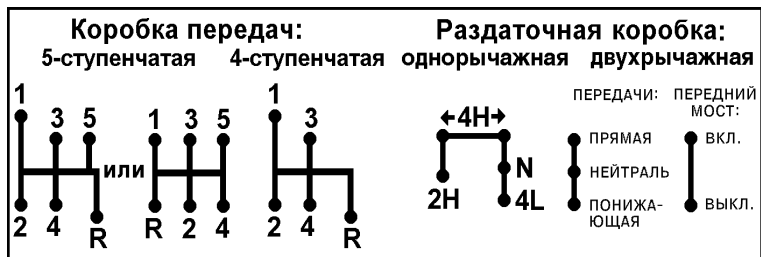 Коробка передач:
5-ступенчатая 4-ступенчатая
Раздаточная коробка:
однорычажная двухрычажная
1
3 5
или
2 4
R
1 3 5
R 2 4
1
3
2 4
R
4H
N
2H 4L
ПЕРЕДАЧИ:
ПРЯМАЯ
НЕЙТРАЛЬ
ПОНИЖА-
ЮЩАЯ
ПЕРЕДНИЙ
МОСТ:
ВКЛ.
ВЫКЛ.